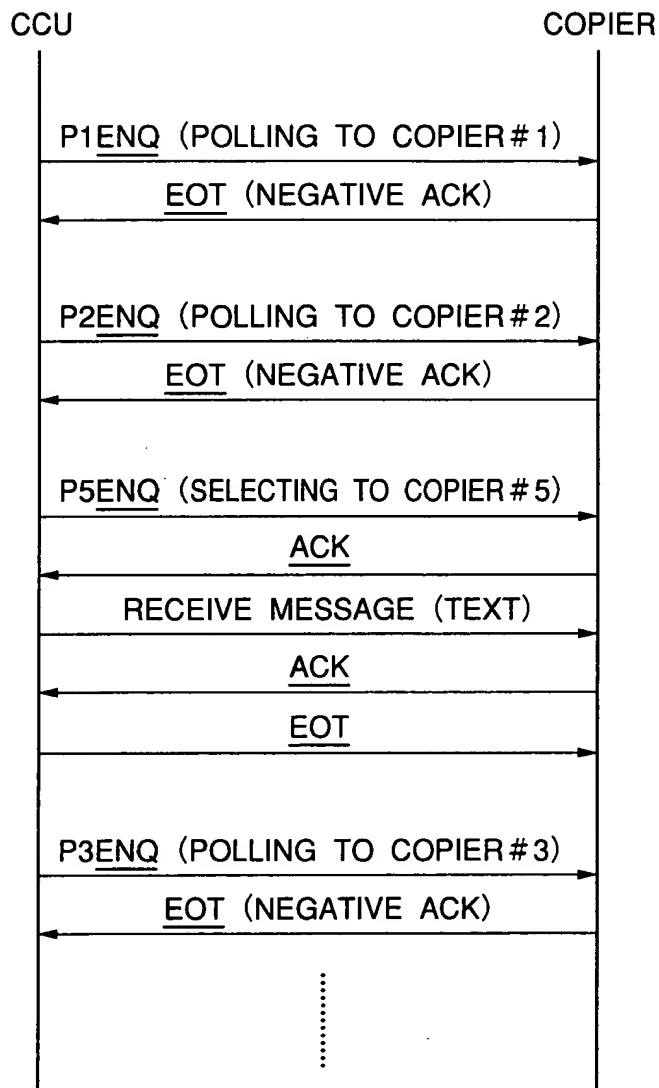 CCU COPIER
P1ENQ (POLLING TO COPIER#1)
EOT (NEGATIVE ACK)
P2ENQ (POLLING TO COPIER#2)
EOT (NEGATIVE ACK)
P5ENQ (SELECTING TO COPIER#5)
ACK
RECEIVE MESSAGE (TEXT)
ACK
EOT
P3ENQ (POLLING TO COPIER#3)
EOT (NEGATIVE ACK)